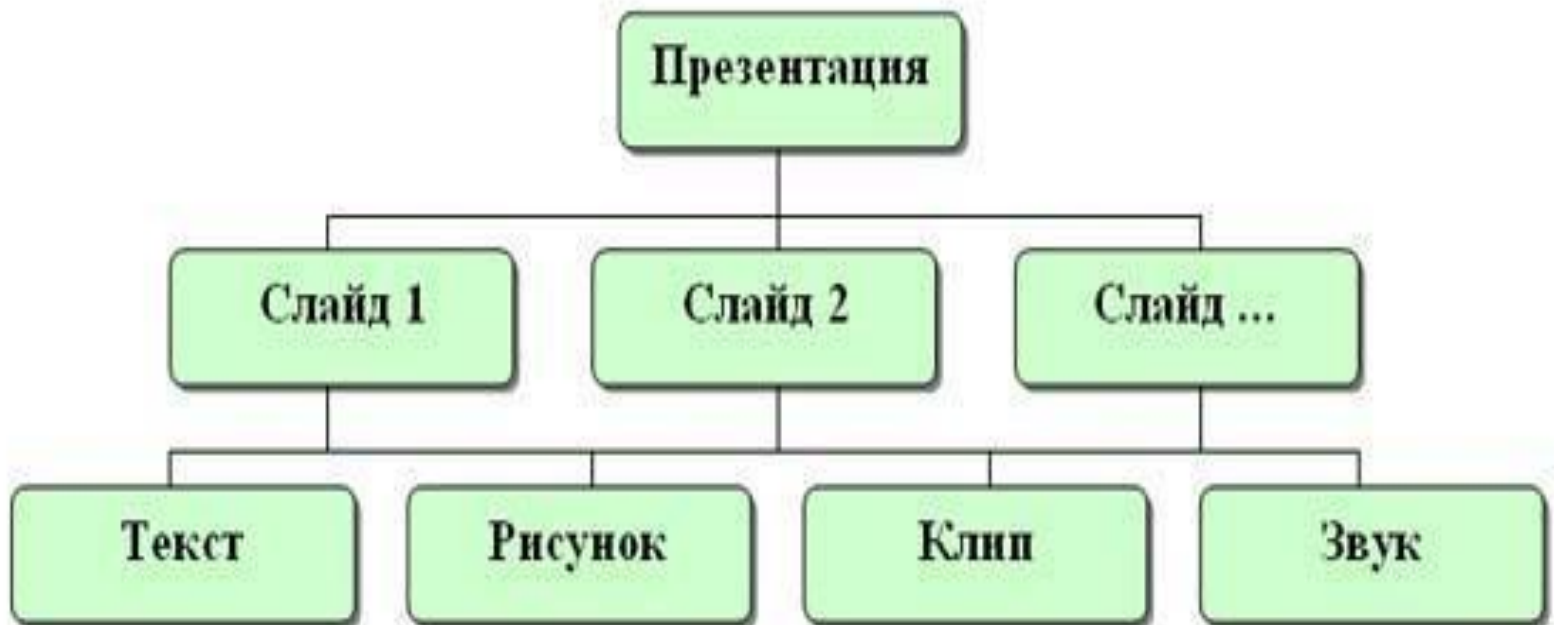 Презентация
Слайд 1
Слайд 2
Слайд ...
Текст
Рисунок
Клип
Звук